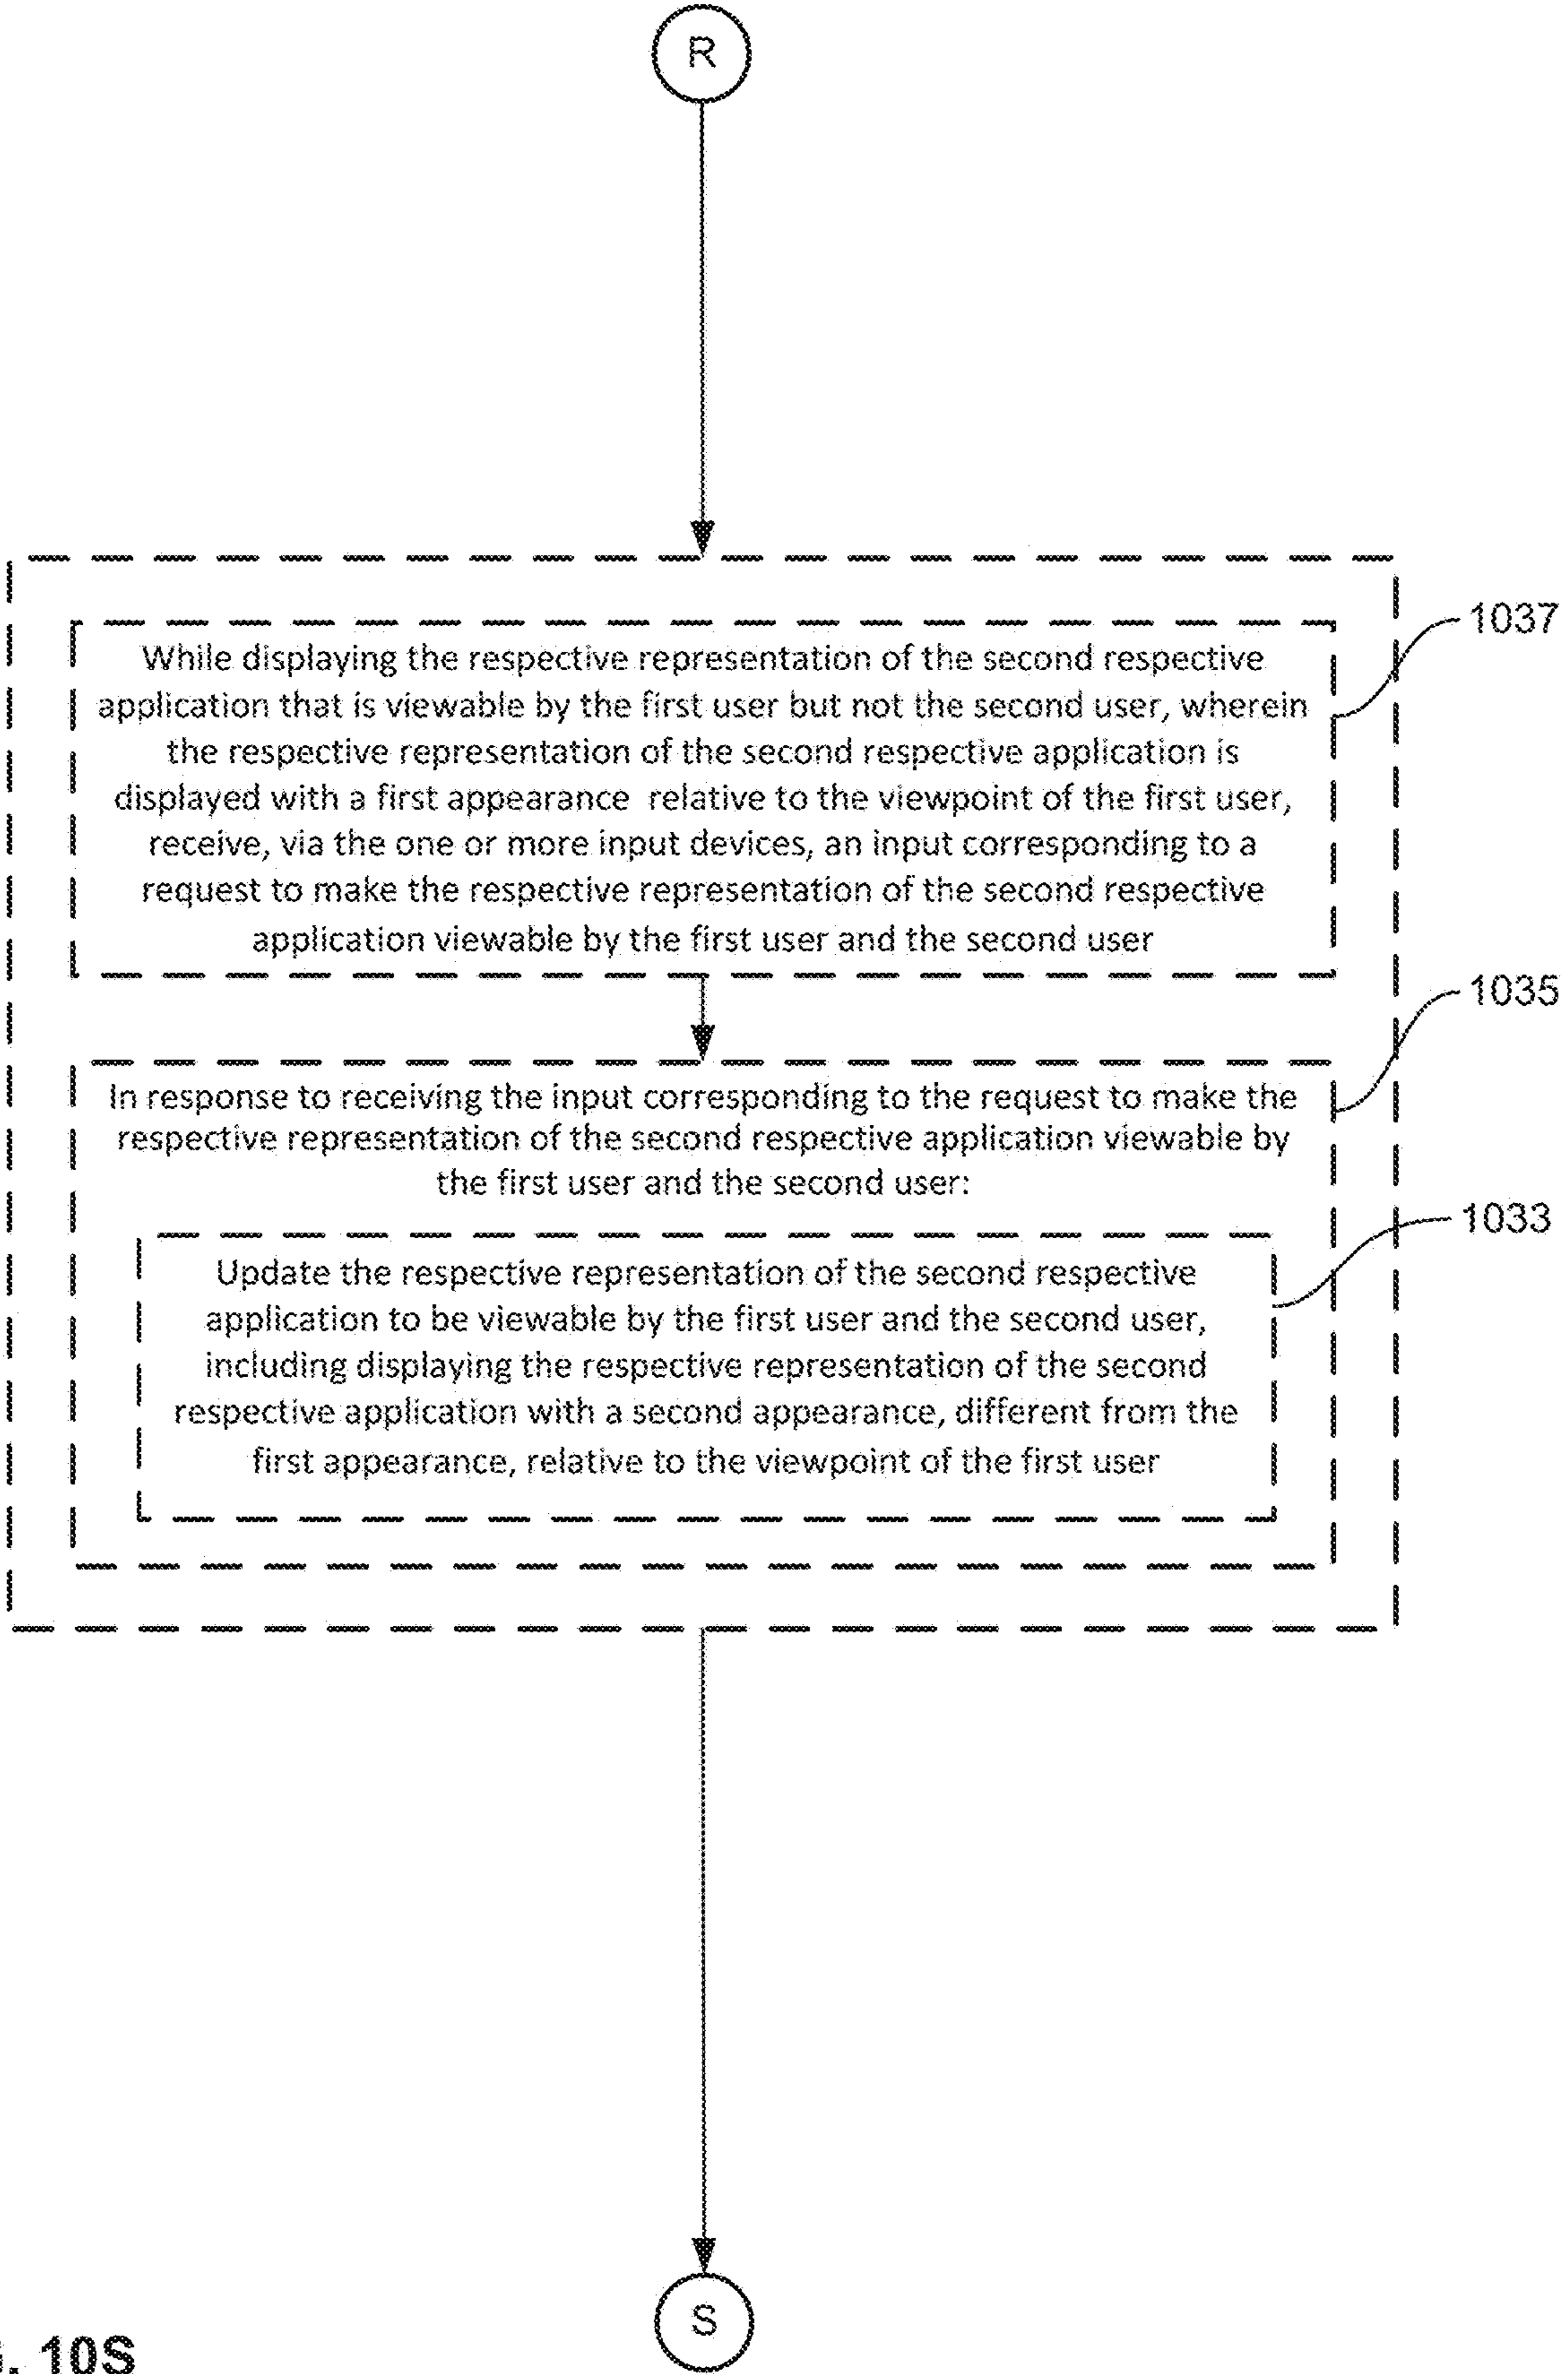 R
While displaying the respective representation of the second respective
application that is viewable by the first user but not the second user, wherein
the respective representation of the second respective application is
displayed with a first appearance relative to the viewpoint of the first user,
receive, via the one or more input devices, an input corresponding to a
request to make the respective representation of the second respective
application viewable by the first user and the second user
1037
In response to receiving the input corresponding to the request to make the
respective representation of the second respective application viewable by
the first user and the second user:
1035
Update the respective representation of the second respective
application to be viewable by the first user and the second user,
including displaying the respective representation of the second
respective application with a second appearance, different from the
first appearance, relative to the viewpoint of the first user
1033
S
10S